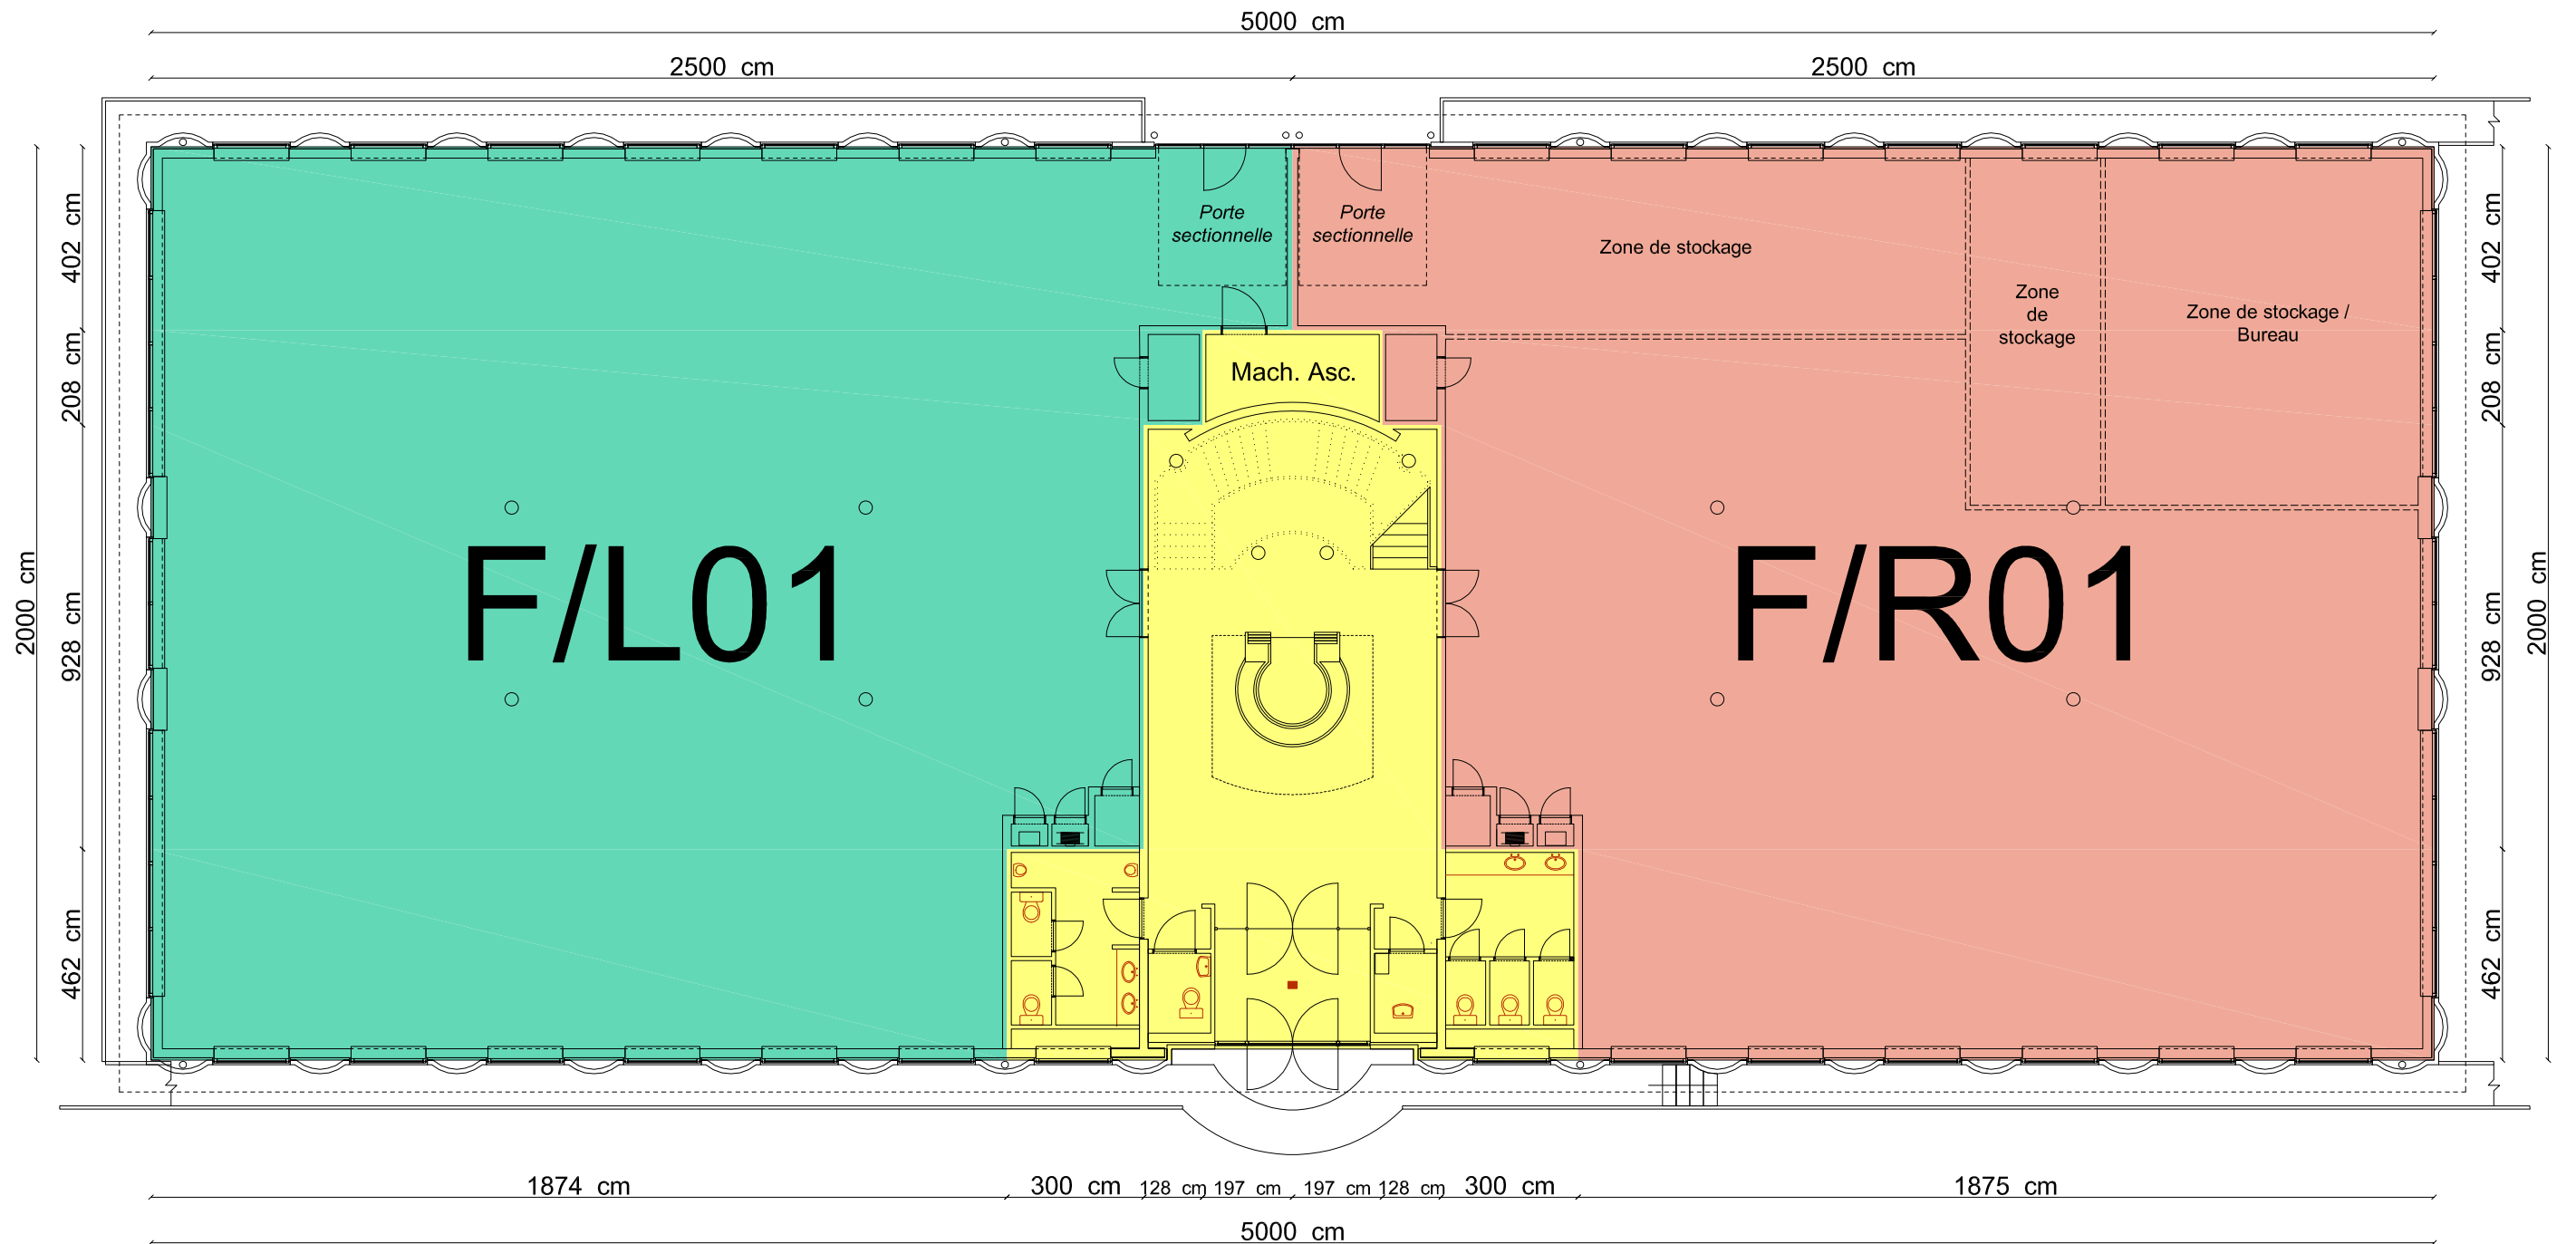 5000 cm
2500 cm
2500 cm
Porte
sectionnelle
Porte
sectionnelle
Zone de stockage
Zone
de
stockage
Zone de stockage /
Bureau
Mach. Asc.
F/L01
F/R01
402 cm
208 cm
928 cm
462 cm
2000 cm
402 cm
208 cm
928 cm
462 cm
2000 cm
1874 cm
300 cm
128 cm
197 cm
197 cm
128 cm
300 cm
1875 cm
5000 cm